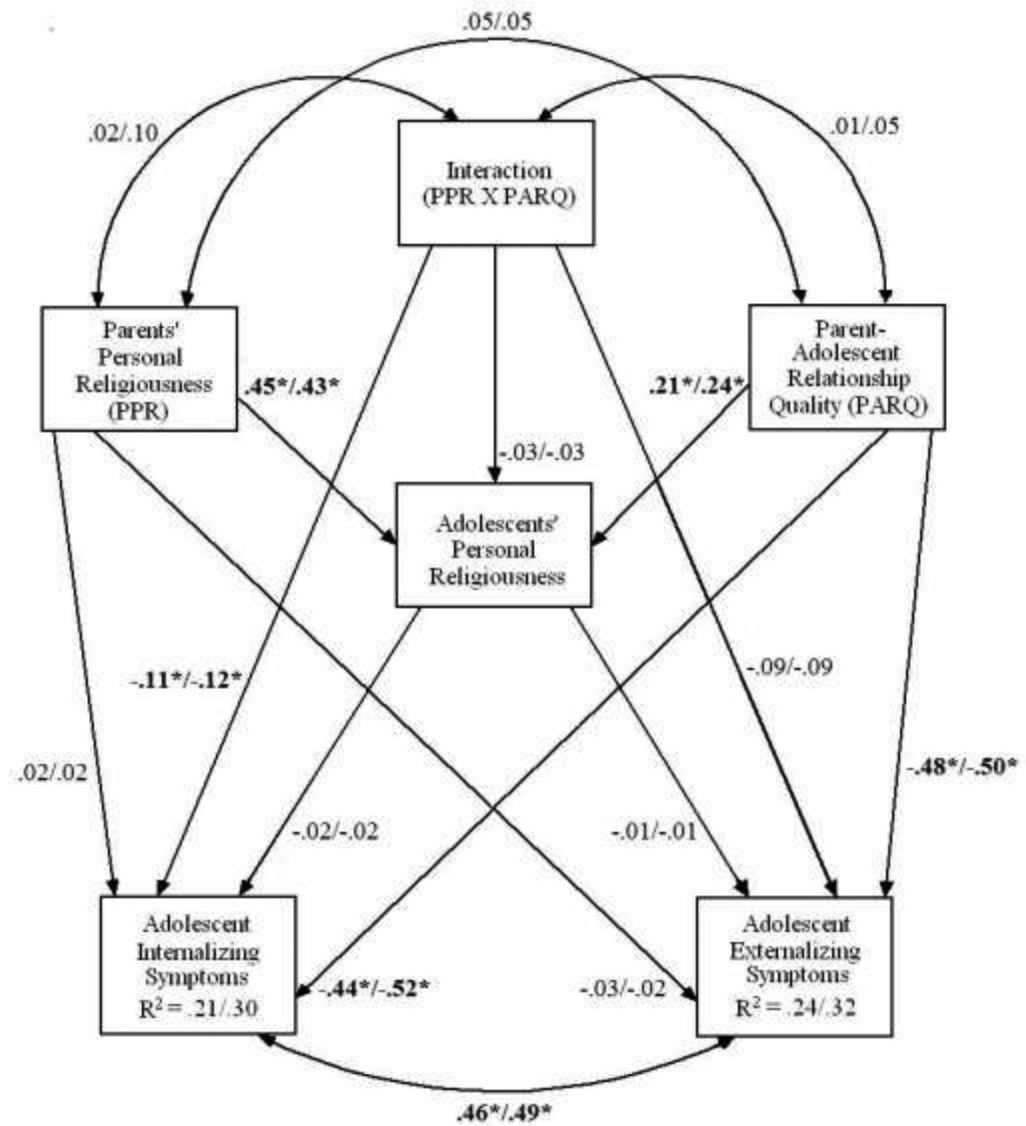 .05/.05
.02/.10
.01/.05
Interaction
(PPR X PARQ)
Parents'
Personal
Religiousness
(PPR)
.45*/.43*
.21*/.24*
Parent-
Adolescent
Relationship
Quality (PARQ)
-.03/-.03
Adolescents'
Personal
Religiousness
-.11*/-.12*
-.09/-.09
.02/.02
-.48*/-.50*
-.02/-.02
-.01/-.01
Adolescent
Internalizing
Symptoms
R² = .21/.30
-.44*/-.52*
-.03/-.02
Adolescent
Externalizing
Symptoms
R² = .24/.32
.46*/.49*